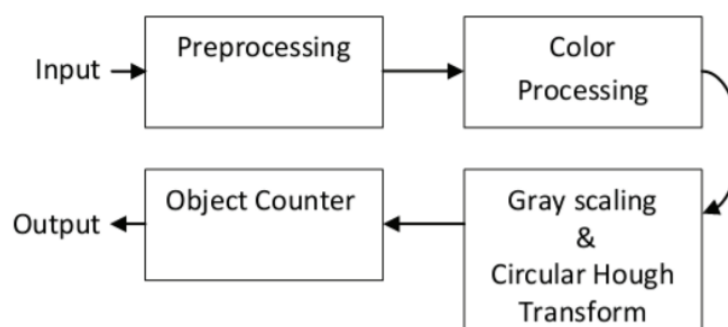 Input
Preprocessing
Color
Processing
Gray scaling
&
Circular Hough
Transform
Object Counter
Output